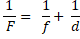 1/F = 1/f + 1/d